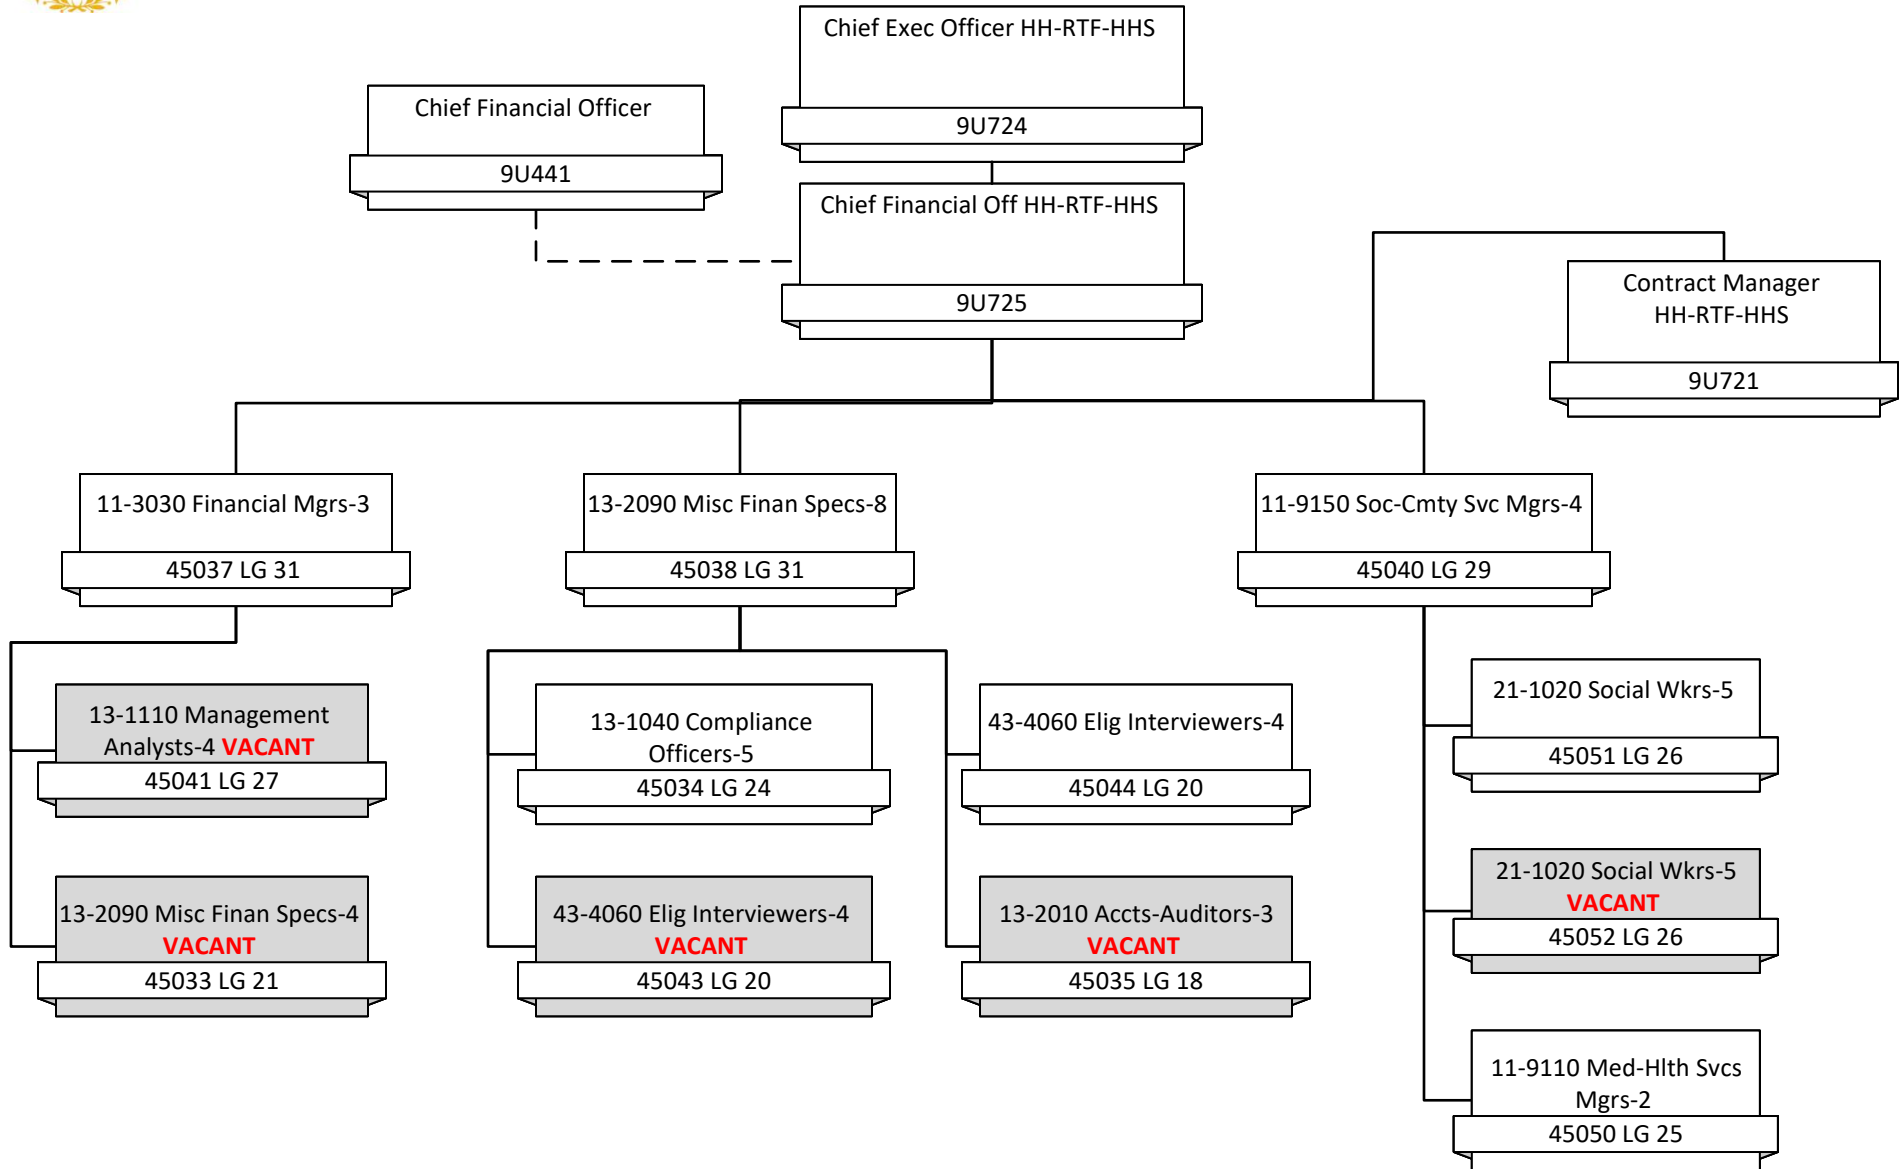 Chief Exec Officer HH-RTF-HHS
9U724
Chief Financial Officer
9U441
Chief Financial Off HH-RTF-HHS
9U725
Contract Manager
HH-RTF-HHS
9U721
11-3030 Financial Mgrs-3
45037 LG 31
13-2090 Misc Finan Specs-8
45038 LG 31
11-9150 Soc-Cmty Svc Mgrs-4
45040 LG 29
13-1110 Management
Analysts-4 VACANT
45041 LG 27
13-2090 Misc Finan Specs-4
VACANT
45033 LG 21
13-1040 Compliance
Officers-5
45034 LG 24
43-4060 Elig Interviewers-4
VACANT
45043 LG 20
43-4060 Elig Interviewers-4
45044 LG 20
13-2010 Accts-Auditors-3
VACANT
45035 LG 18
21-1020 Social Wkrs-5
45051 LG 26
21-1020 Social Wkrs-5
VACANT
45052 LG 26
11-9110 Med-Hlth Svcs
Mgrs-2
45050 LG 25